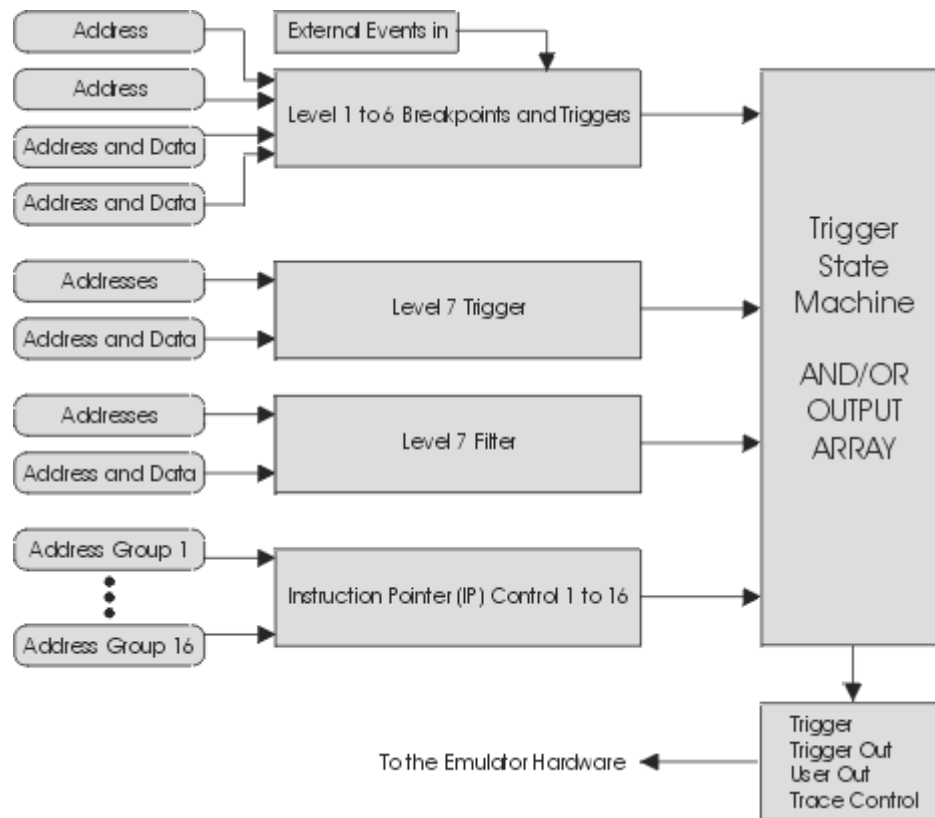 Address
External Events in
Address
Level 1 to 6 Breakpoints and Triggers
Address and Data
Address and Data
Addresses
Level 7 Trigger
Address and Data
Addresses
Level 7 Filter
Address and Data
Address Group 1
Instruction Pointer (IP) Control 1 to 16
Address Group 16
Trigger
State
Machine
AND/OR
OUTPUT
ARRAY
Trigger
Trigger Out
User Out
Trace Control
To the Emulator Hardware